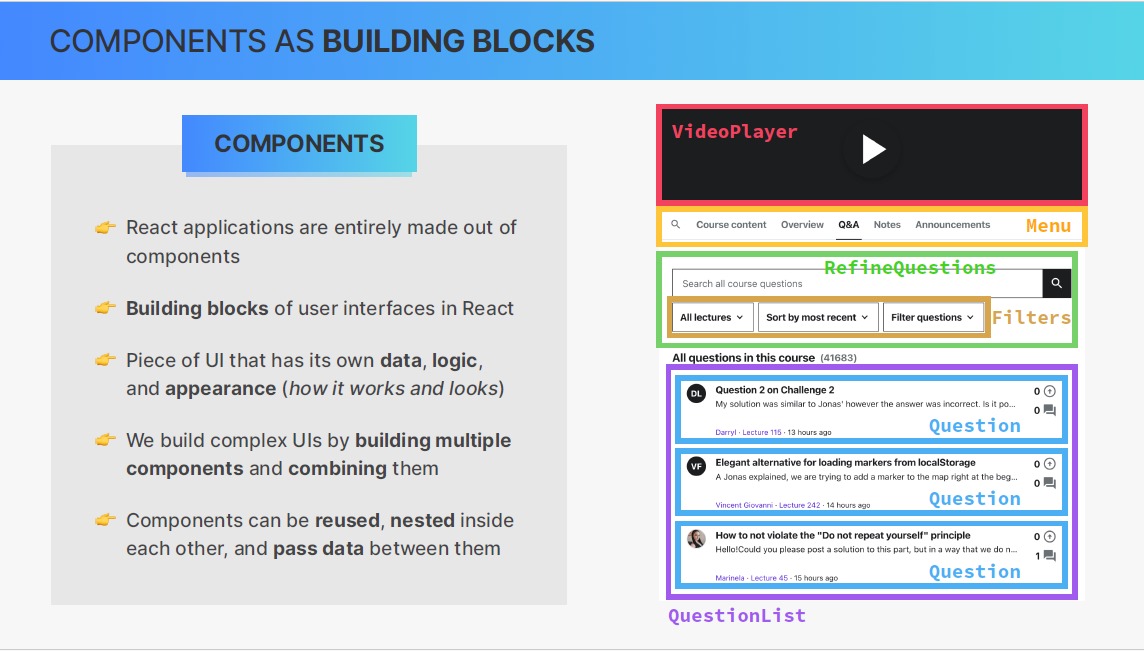 COMPONENTS AS BUILDING BLOCKS
COMPONENTS
React applications are entirely made out of
components
Building blocks of user interfaces in React
Piece of UI that has its own data, logic,
and appearance (how it works and looks)
We build complex UIs by building multiple
components and combining them
Components can be reused, nested inside
each other, and pass data between them
VideoPlayer
Course content Overview Q&A Notes Announcements Menu
RefineQuestions
Search all course questions
All lectures Sort by most recent Filter questions Filters
All questions in this course (41683)
DL Question 2 on Challenge 2 0
My solution was similar to Jonas' however the answer was incorrect. Is it po... 0
Question
Darryl · Lecture 115 · 13 hours ago
VF Elegant alternative for loading markers from localStorage 0
A Jonas explained, we are trying to add a marker to the map right at the beg... 0
Question
Vincent Giovanni · Lecture 242 · 14 hours ago
How to not violate the "Do not repeat yourself" principle 0
Hello!Could you please post a solution to this part, but in a way that we do n... 1
Question
Marinela · Lecture 45 · 15 hours ago
QuestionList